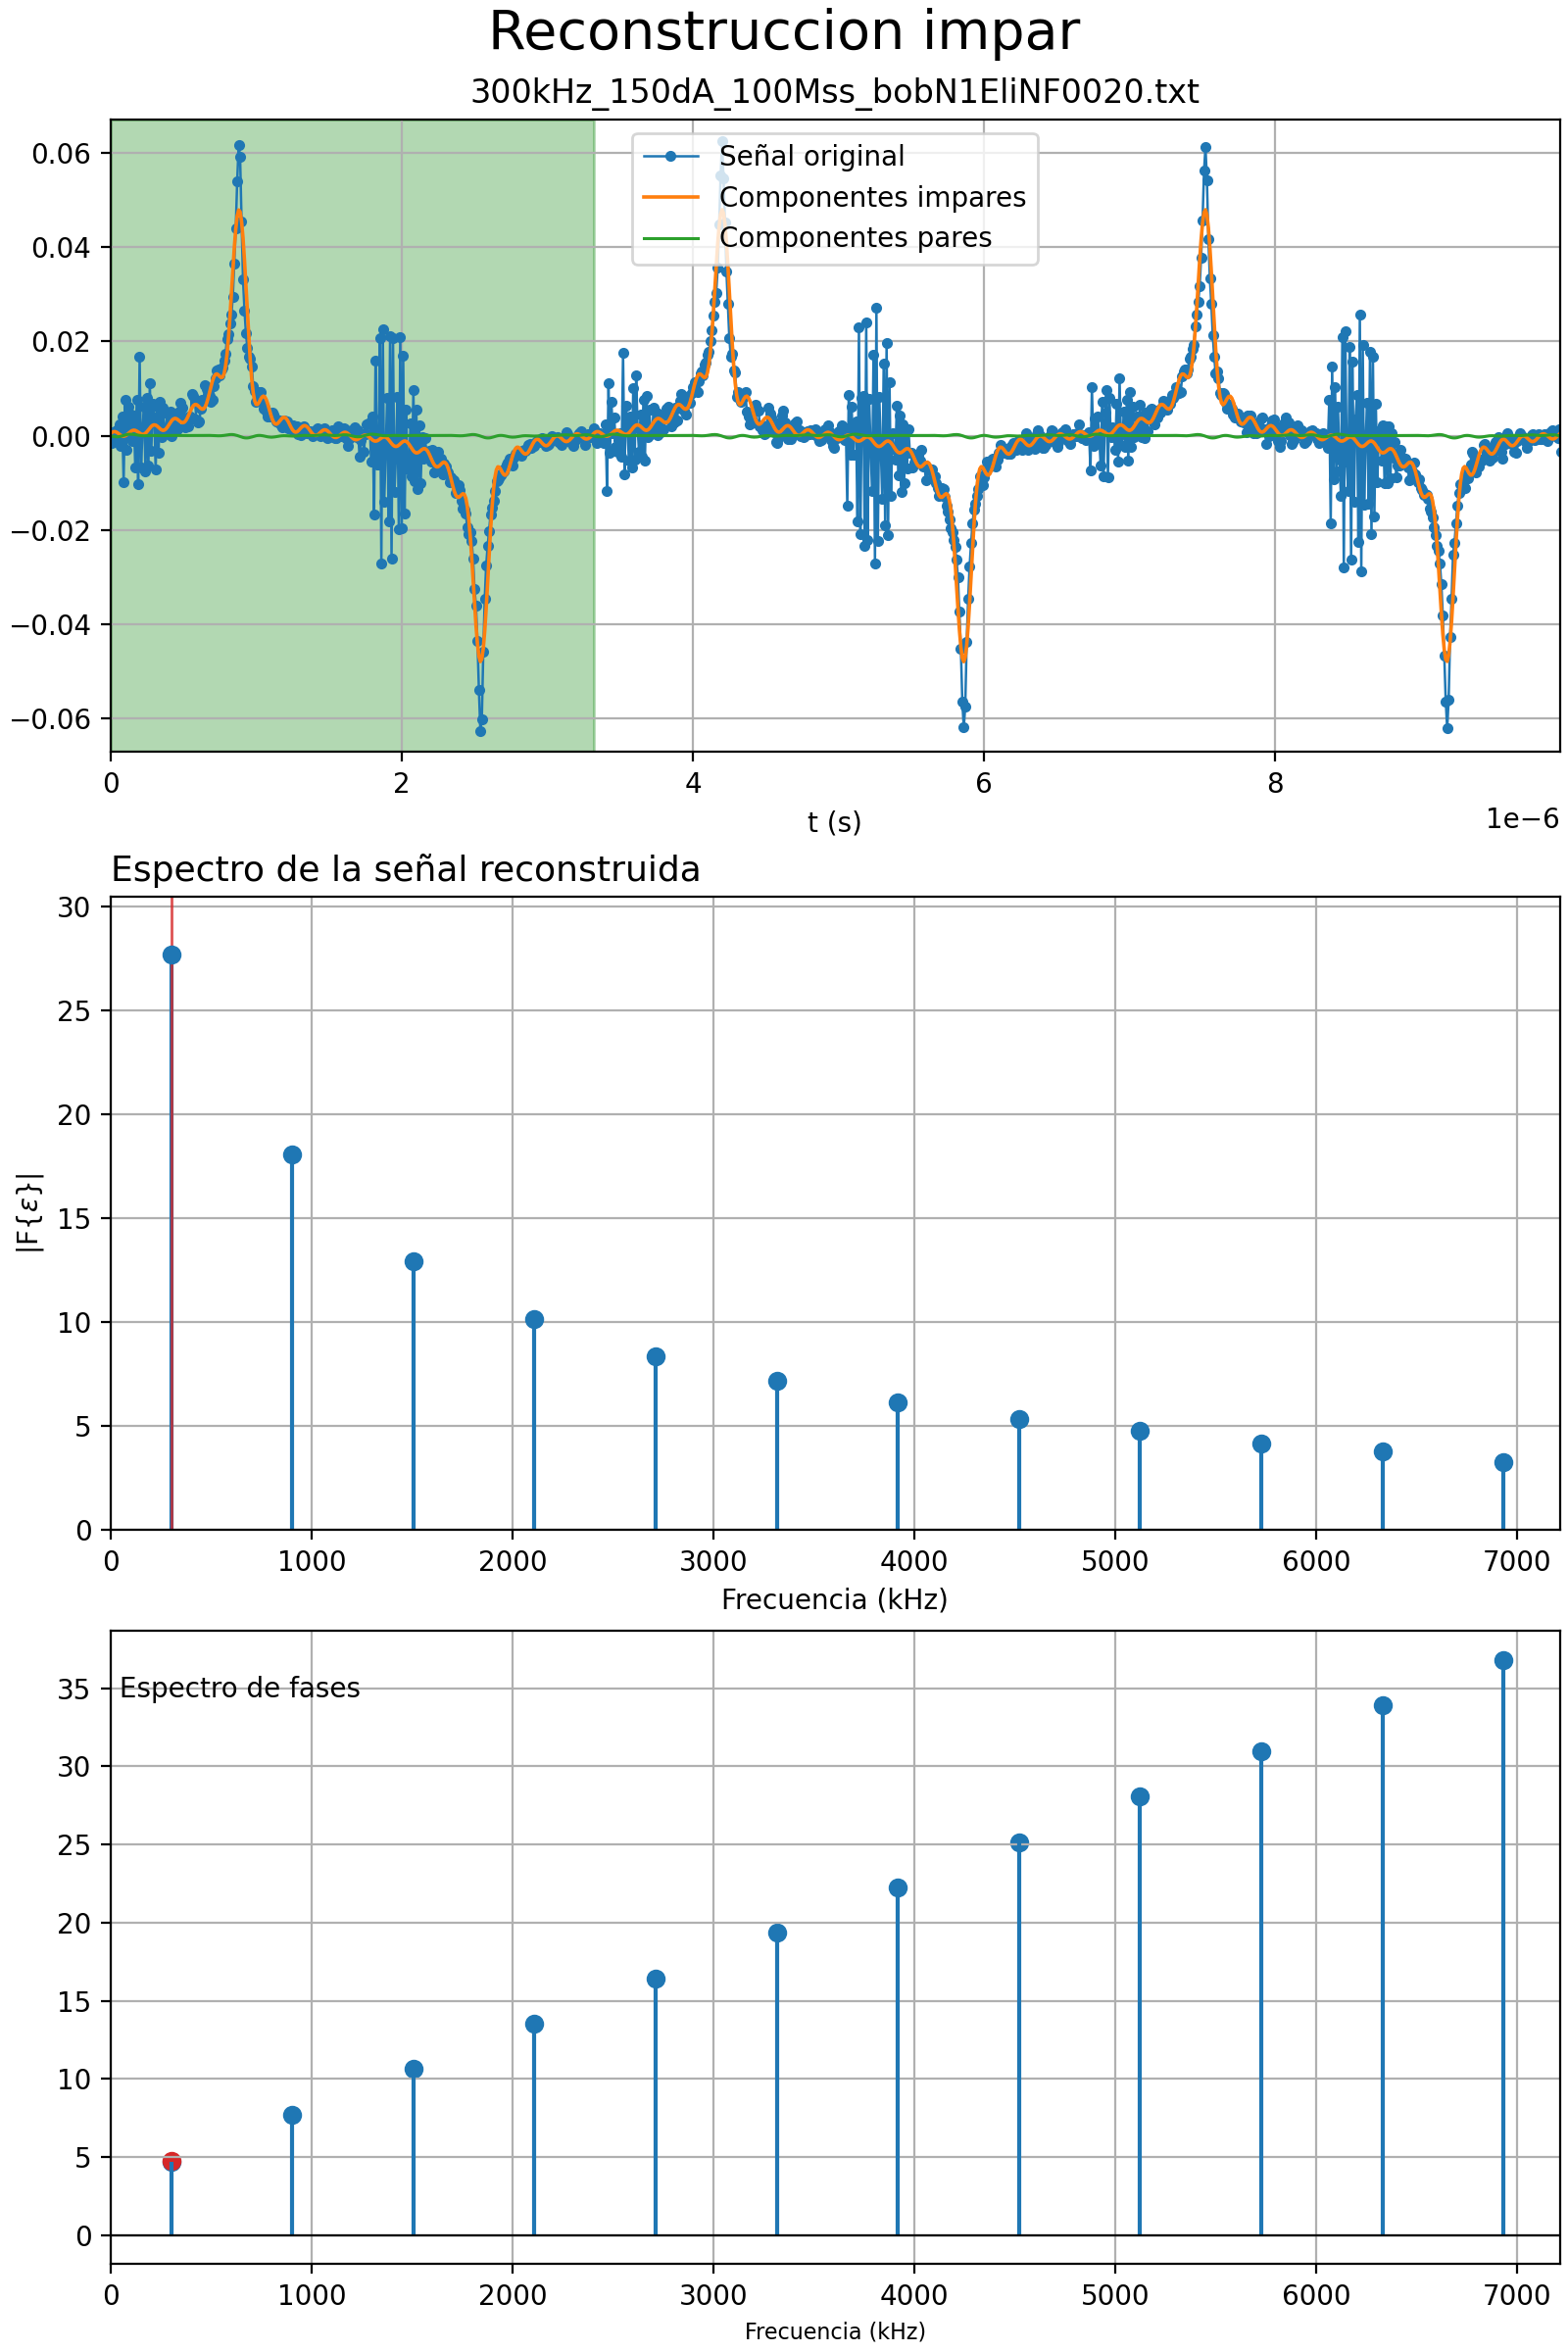 Reconstruccion impar
300kHz_150dA_100Mss_bobN1EliNF0020.txt
Señal original
Componentes impares
Componentes pares
0.06
0.04
0.02
0.00
−0.02
−0.04
−0.06
0 2 4 6 8
1e−6
t (s)
Espectro de la señal reconstruida
30
25
20
15
10
5
0
|F{ε}|
0 1000 2000 3000 4000 5000 6000 7000
Frecuencia (kHz)
Espectro de fases
35
30
25
20
15
10
5
0
0 1000 2000 3000 4000 5000 6000 7000
Frecuencia (kHz)